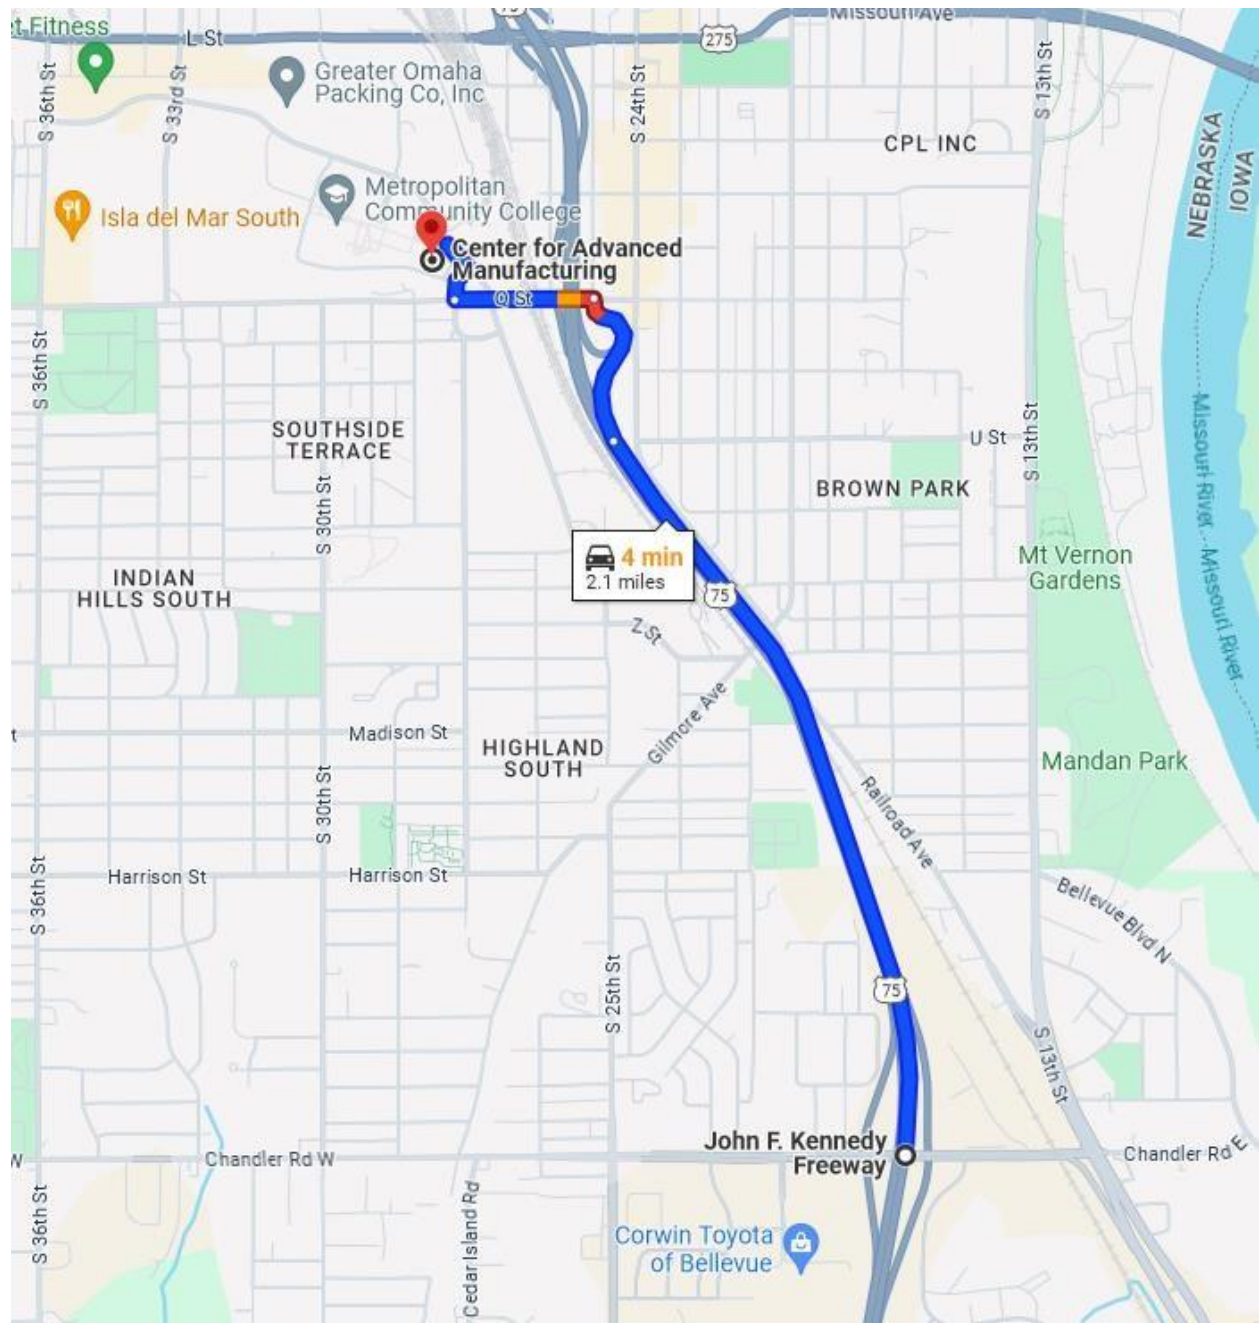 75
Missouri Ave
et Fitness
L St
275
S 36th St
S 33rd St
Greater Omaha
Packing Co, Inc
S 24th St
S 13th St
CPL INC
NEBRASKA
IOWA
Metropolitan
Community College
Isla del Mar South
Center for Advanced
Manufacturing
Q St
S 36th St
SOUTHSIDE
TERRACE
S 30th St
U St
S 13th St
BROWN PARK
Missouri River
Missouri River
4 min
2.1 miles
75
Mt Vernon
Gardens
INDIAN
HILLS SOUTH
Z St
Gilmore Ave
t
Madison St
HIGHLAND
SOUTH
Mandan Park
S 30th St
Railroad Ave
S 36th St
Harrison St
Harrison St
Bellevue Blvd N
S 25th St
75
S 13th St
John F. Kennedy
Freeway
W
Chandler Rd W
Chandler Rd E
S 36th St
Cedar Island Rd
Corwin Toyota
of Bellevue